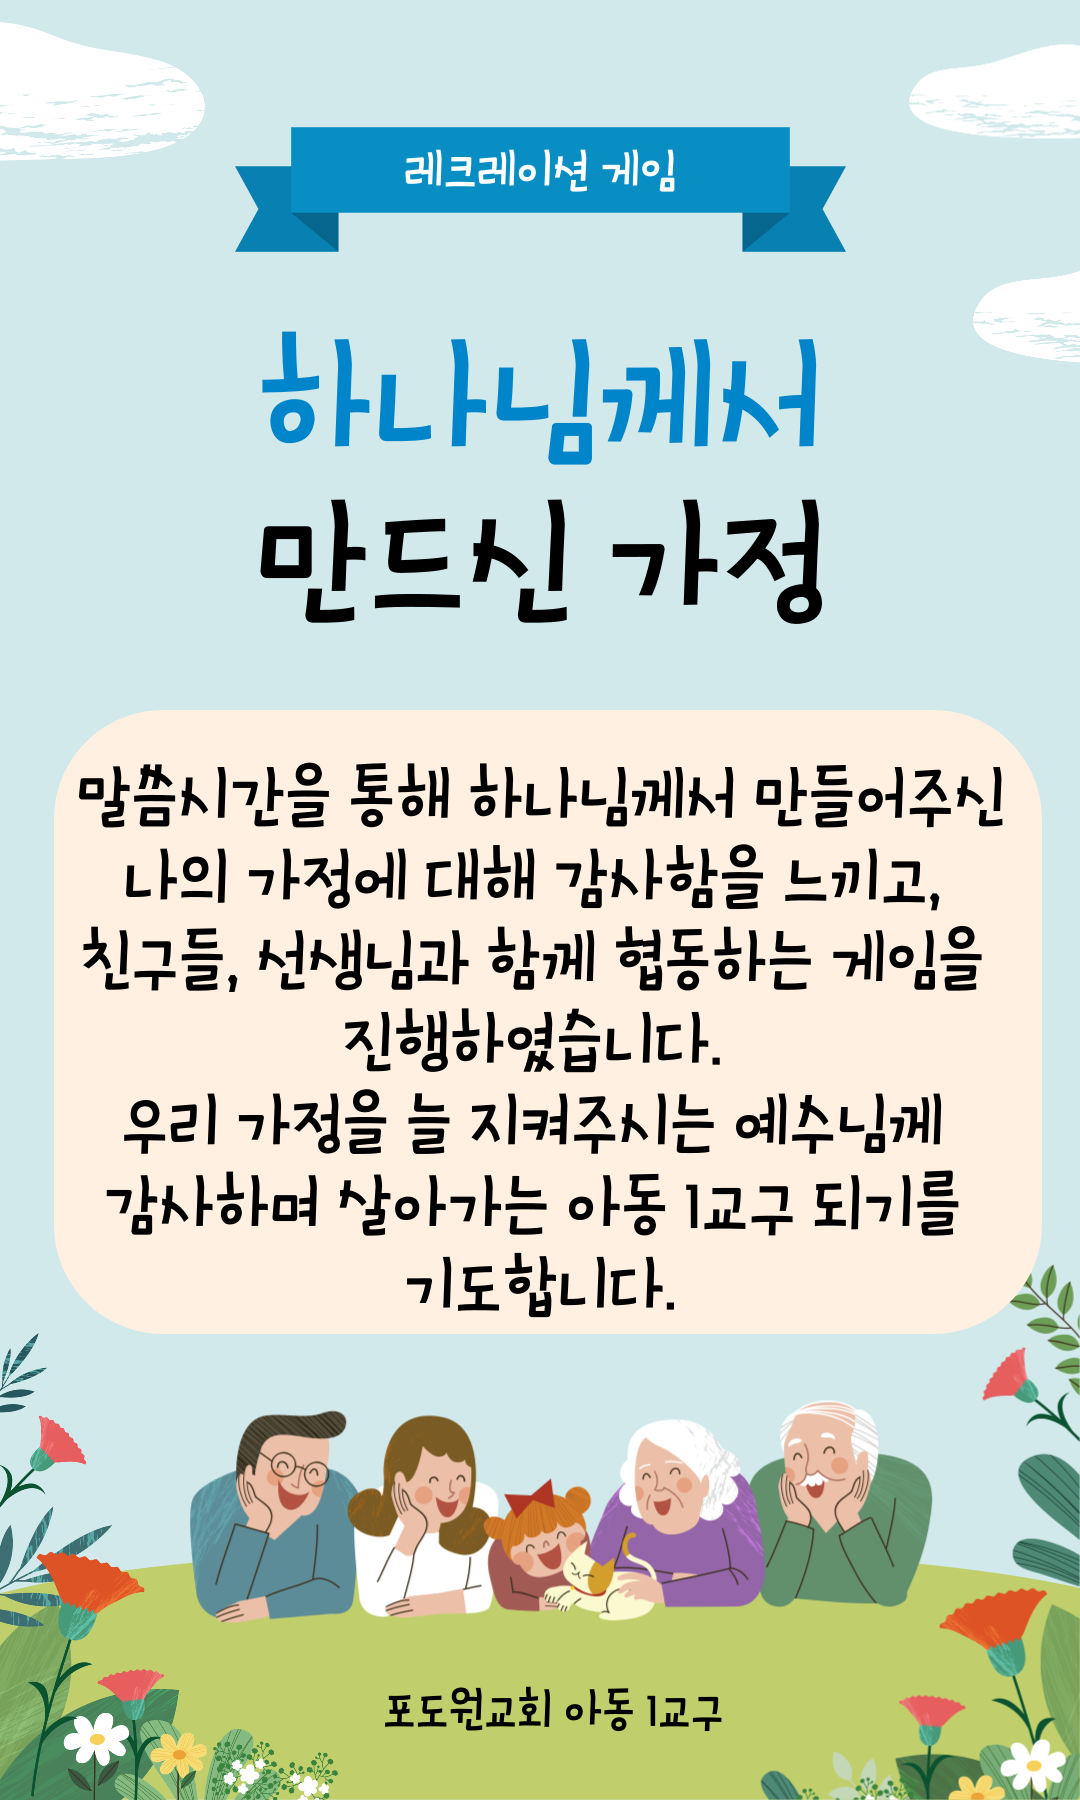 레크레이션 게임
하나님께서
만드신 가정
말씀시간을 통해 하나님께서 만들어주신
나의 가정에 대해 감사함을 느끼고,
친구들, 선생님과 함께 협동하는 게임을
진행하였습니다.
우리 가정을 늘 지켜주시는 예수님께
감사하며 살아가는 아동 1교구 되기를
기도합니다.
포도원교회 아동 1교구